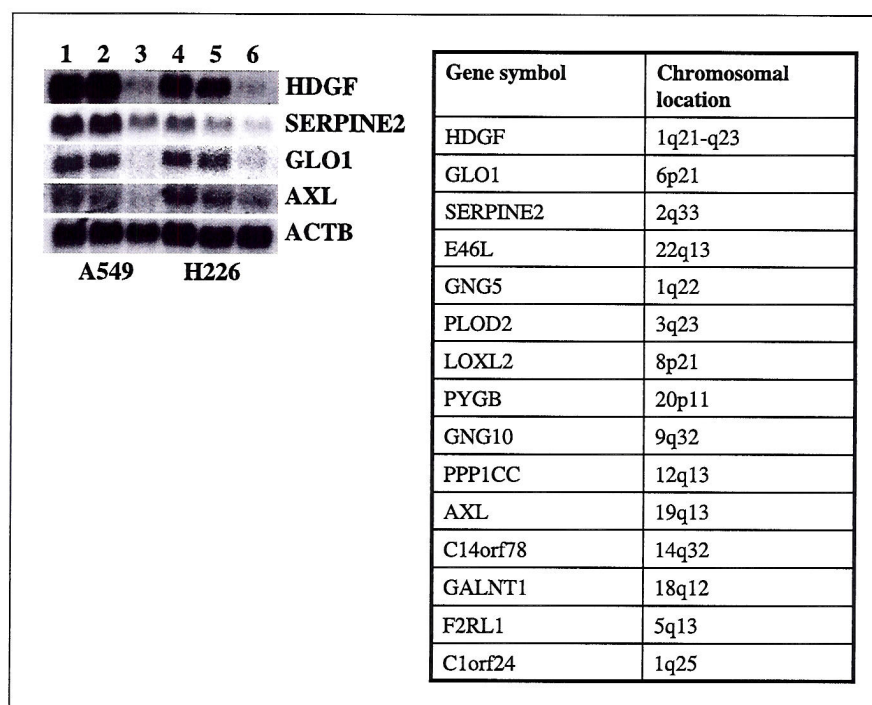 1 2 3 4 5 6
HDGF
SERPINE2
GLO1
AXL
ACTB
A549 H226
Gene symbol Chromosomal location
HDGF 1q21-q23
GLO1 6p21
SERPINE2 2q33
E46L 22q13
GNG5 1q22
PLOD2 3q23
LOXL2 8p21
PYGB 20p11
GNG10 9q32
PPP1CC 12q13
AXL 19q13
C14orf78 14q32
GALNT1 18q12
F2RL1 5q13
C1orf24 1q25